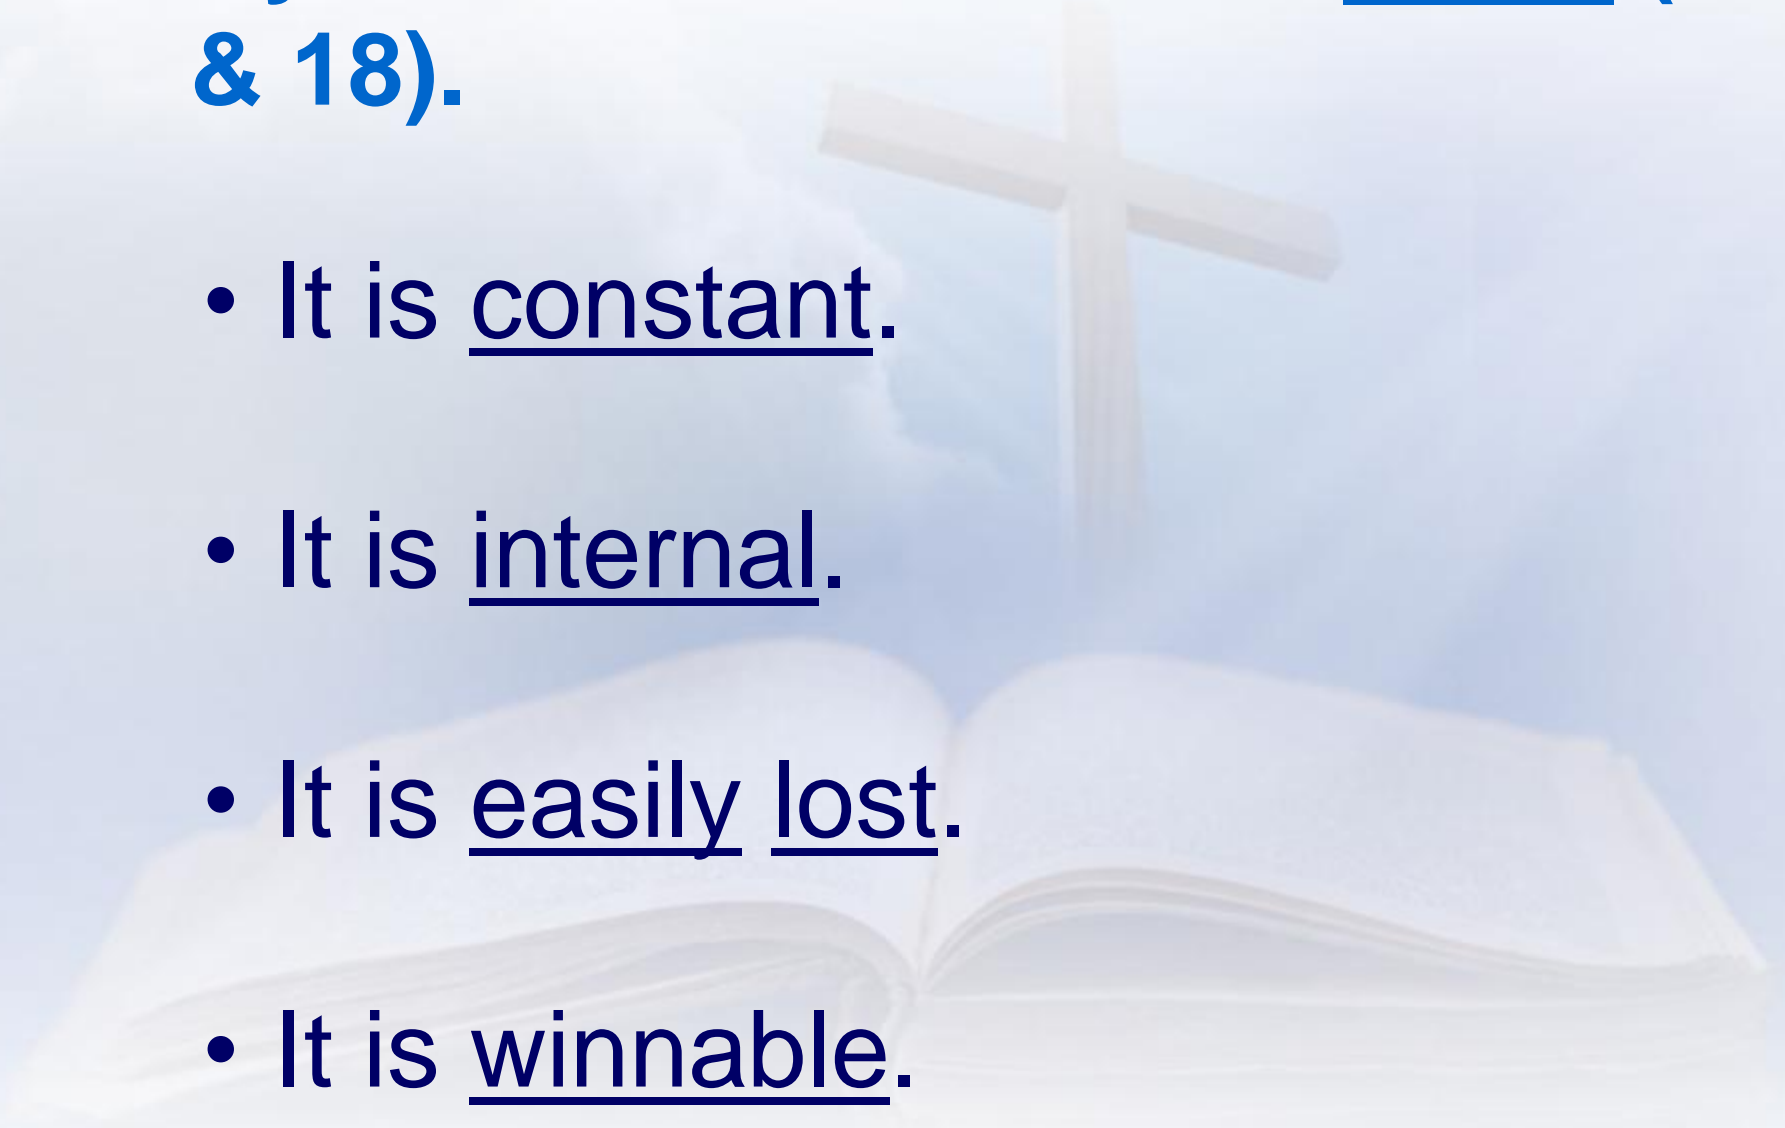 & 18).
• It is constant.
• It is internal.
• It is easily lost.
• It is winnable.